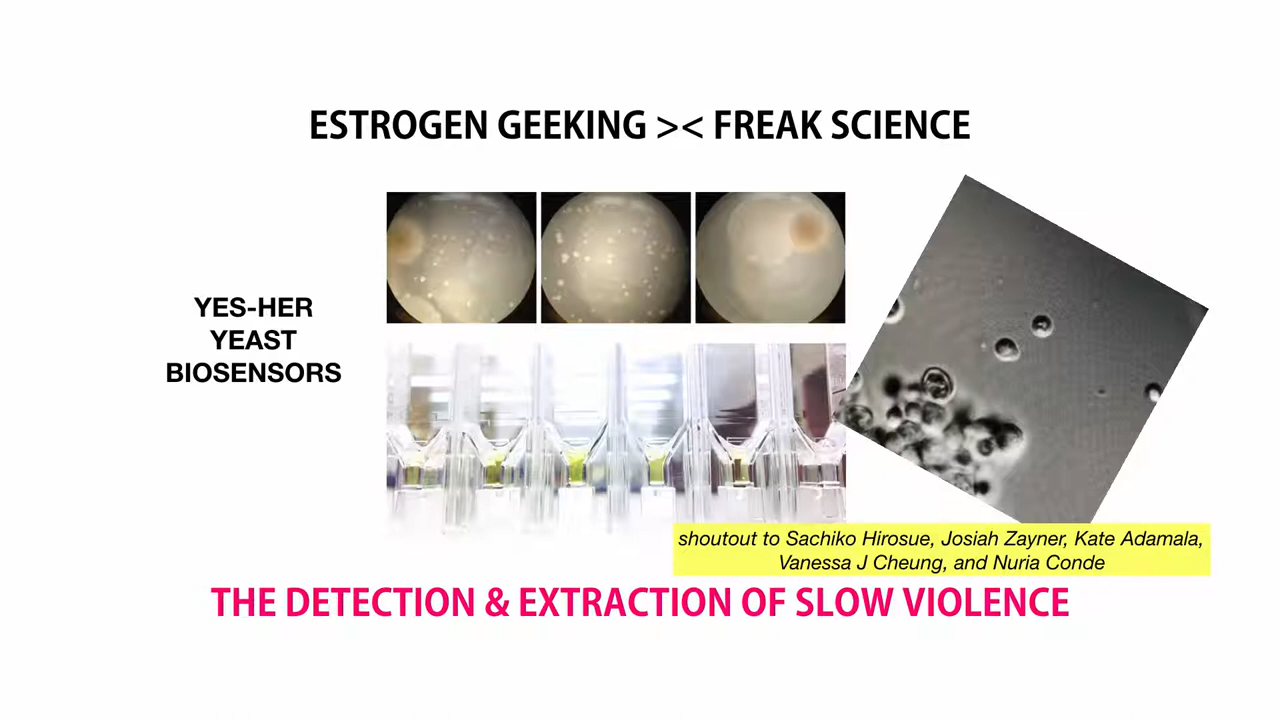 ESTROGEN GEEKING >< FREAK SCIENCE
YES-HER
YEAST
BIOSENSORS
shoutout to Sachiko Hirosue, Josiah Zayner, Kate Adamala,
Vanessa J Cheung, and Nuria Conde
THE DETECTION & EXTRACTION OF SLOW VIOLENCE